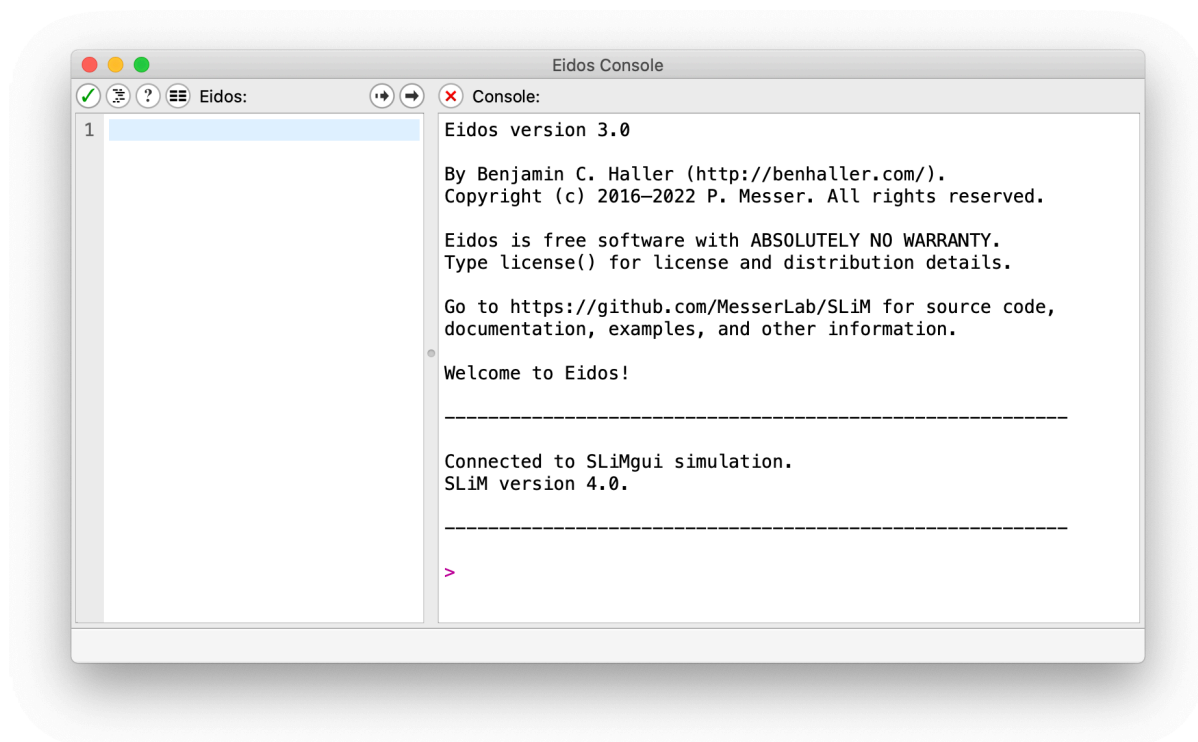 Eidos Console
? Eidos:
Console:
1
Eidos version 3.0
By Benjamin C. Haller (http://benhaller.com/).
Copyright (c) 2016–2022 P. Messer. All rights reserved.
Eidos is free software with ABSOLUTELY NO WARRANTY.
Type license() for license and distribution details.
Go to https://github.com/MesserLab/SLiM for source code,
documentation, examples, and other information.
Welcome to Eidos!
---------------------------------------------------------
Connected to SLiMgui simulation.
SLiM version 4.0.
---------------------------------------------------------
>